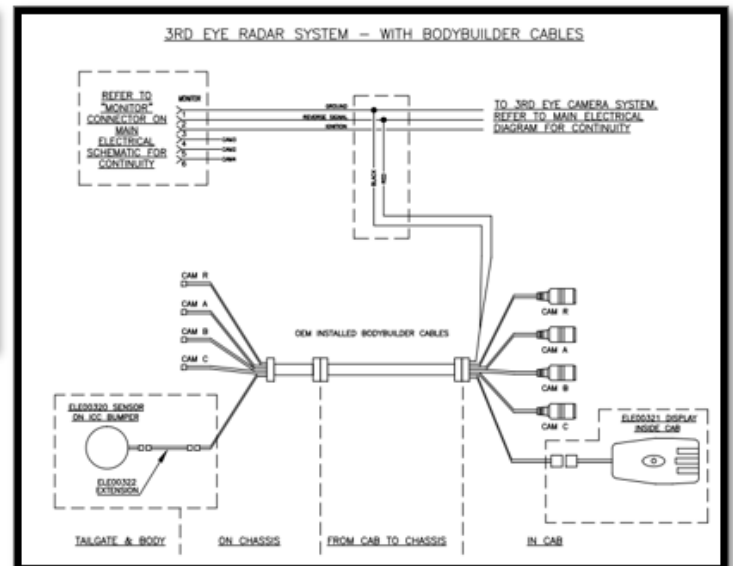 3RD EYE RADAR SYSTEM - WITH BODYBUILDER CABLES
REFER TO
"MONITOR"
CONNECTOR ON
MAIN
ELECTRICAL
SCHEMATIC FOR
CONTINUITY
MONITOR
1
2
3
4
5
6
GROUND
REVERSE SIGNAL
IGNITION
CAM3
CAM2
CAM4
TO 3RD EYE CAMERA SYSTEM.
REFER TO MAIN ELECTRICAL
DIAGRAM FOR CONTINUITY
BLACK
RED
CAM R
CAM A
CAM B
CAM C
OEM INSTALLED BODYBUILDER CABLES
CAM R
CAM A
CAM B
CAM C
ELE00320 SENSOR
ON ICC BUMPER
ELE00322
EXTENSION
ELE00321 DISPLAY
INSIDE CAB
TAILGATE & BODY
ON CHASSIS
FROM CAB TO CHASSIS
IN CAB